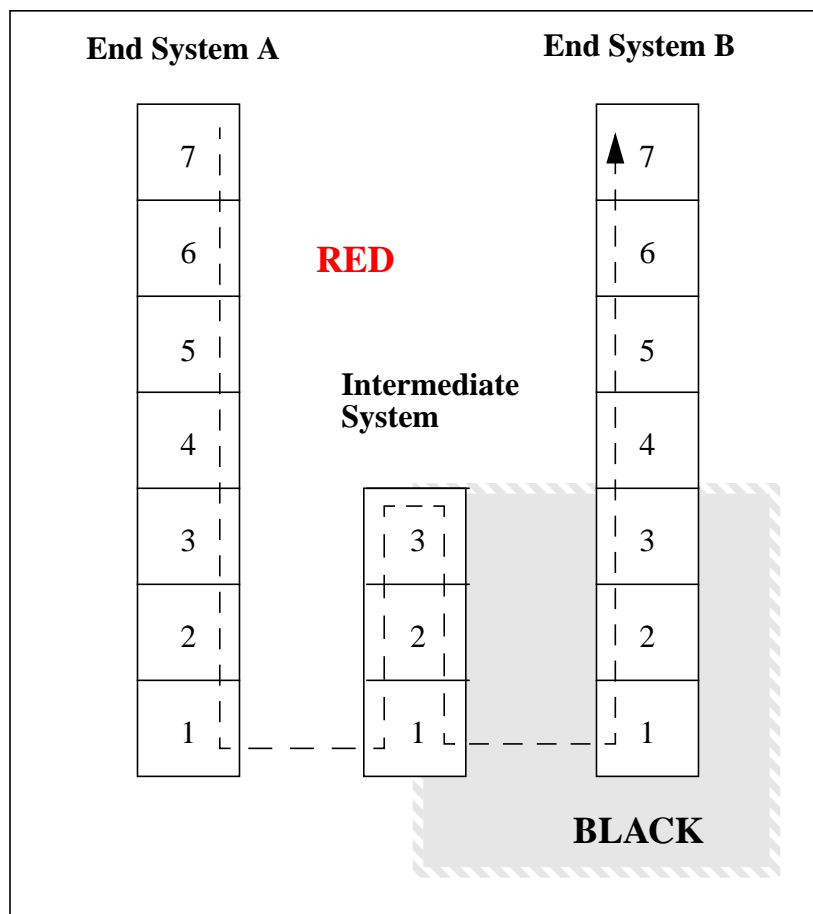 End System A
End System B
7
7
6
RED
6
5
5
Intermediate
System
4
4
3
3
3
2
2
2
1
1
1
BLACK